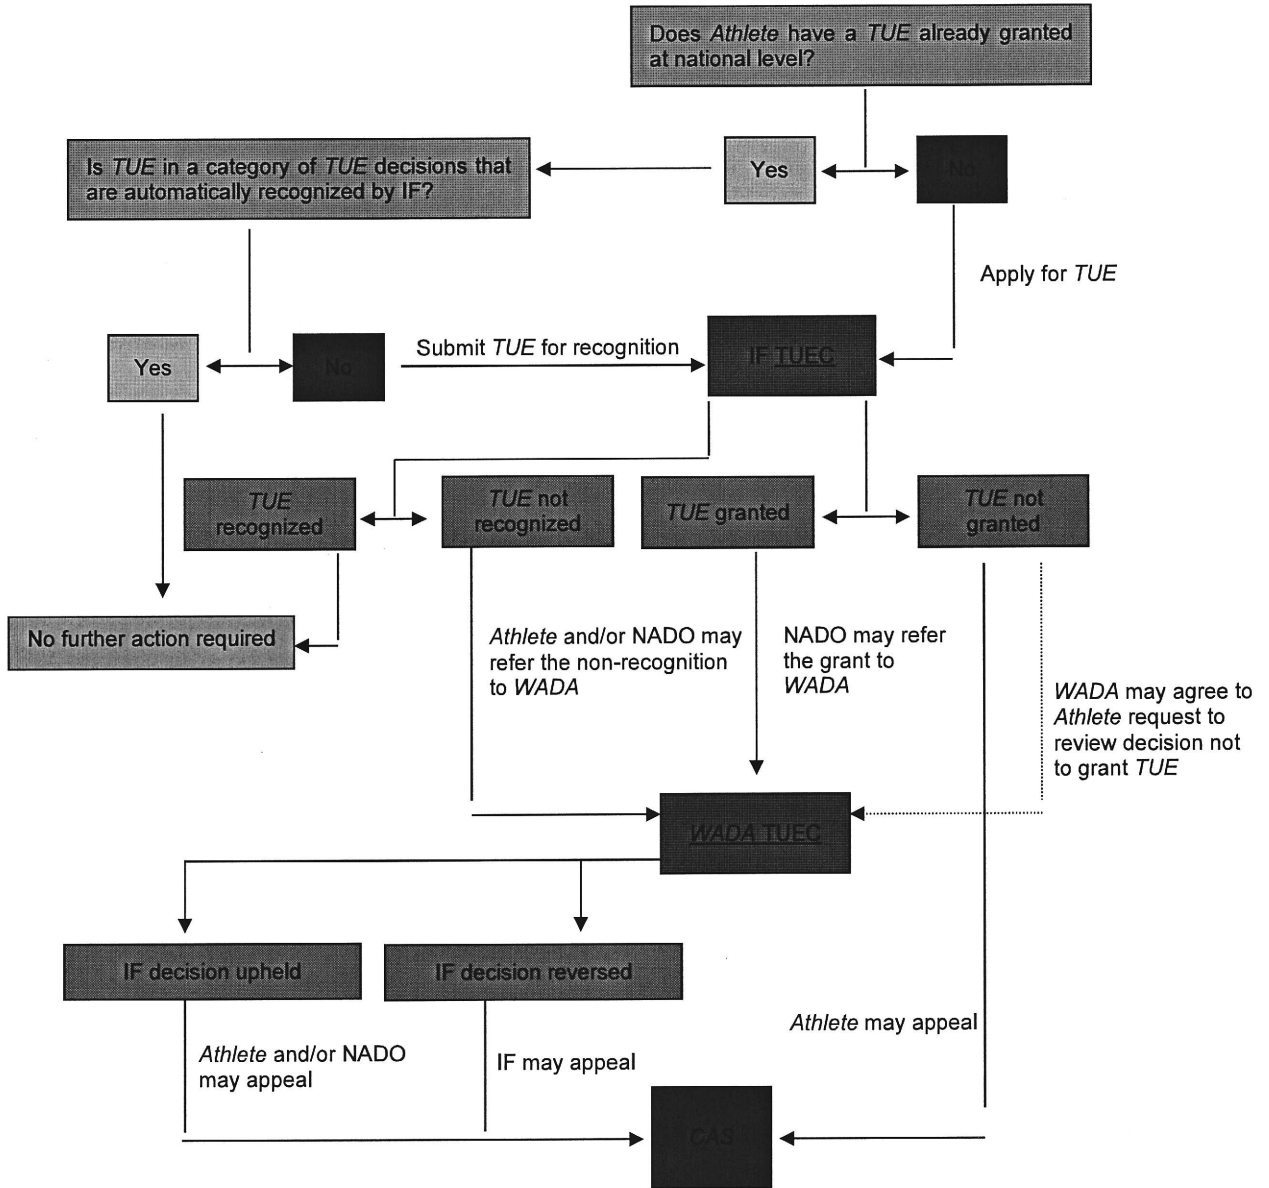 Does Athlete have a TUE already granted
at national level?
Is TUE in a category of TUE decisions that
are automatically recognized by IF?
Yes
No
Apply for TUE
Yes
No
Submit TUE for recognition
IF TUEC
TUE
recognized
TUE not
recognized
TUE granted
TUE not
granted
No further action required
Athlete and/or NADO may
refer the non-recognition
to WADA
NADO may refer
the grant to
WADA
WADA may agree to
Athlete request to
review decision not
to grant TUE
WADA TUEC
IF decision upheld
IF decision reversed
Athlete and/or NADO
may appeal
IF may appeal
Athlete may appeal
CAS